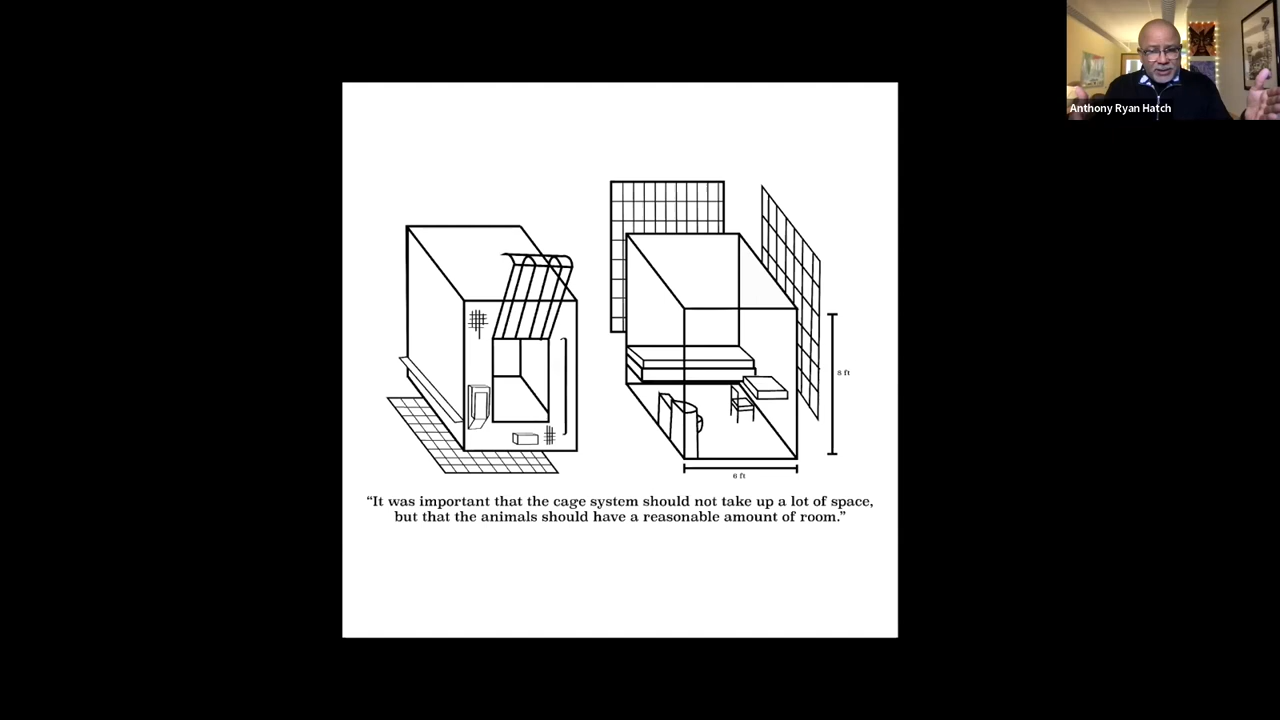 Anthony Ryan Hatch
8 ft
6 ft
“It was important that the cage system should not take up a lot of space,
but that the animals should have a reasonable amount of room.”